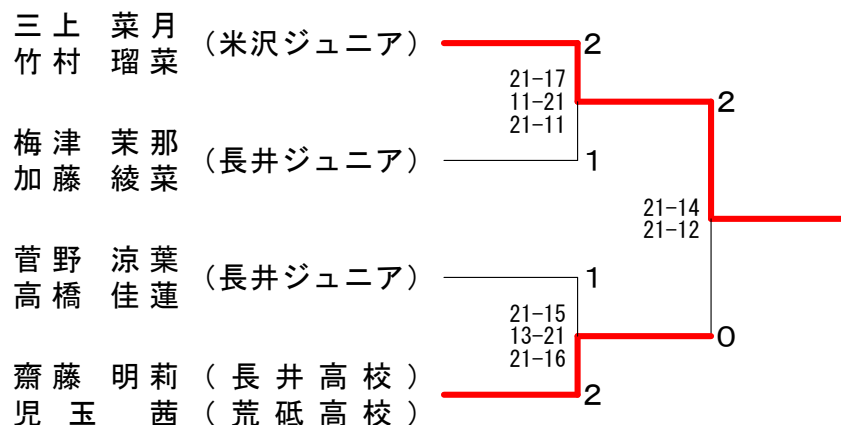 三上 菜月
竹村 瑠菜
(米沢ジュニア)
2
21-17
11-21
21-11
2
梅津 茉那
加藤 綾菜
(長井ジュニア)
1
21-14
21-12
菅野 涼葉
高橋 佳蓮
(長井ジュニア)
1
21-15
13-21
21-16
0
齋藤 明莉 (長井高校)
児玉 茜 (荒砥高校)
2